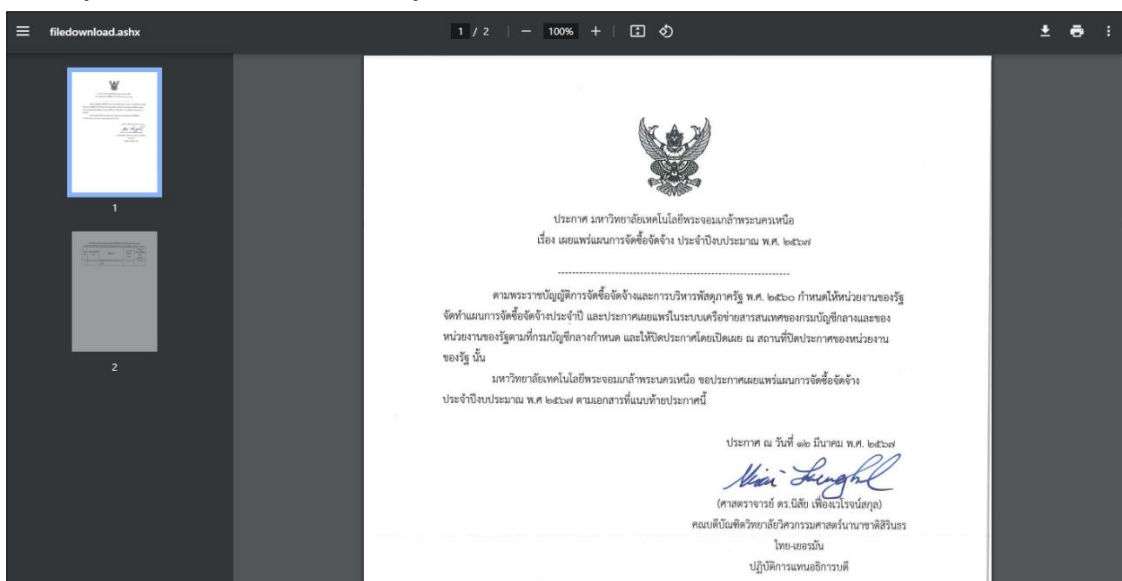 filedownload.ashx
1 / 2
100%
1
2
ประกาศ มหาวิทยาลัยเทคโนโลยีพระจอมเกล้าพระนครเหนือ
เรื่อง เผยแพร่แผนการจัดซื้อจัดจ้าง ประจำปีงบประมาณ พ.ศ. ๒๕๖๗
ตามพระราชบัญญัติการจัดซื้อจัดจ้างและการบริหารพัสดุภาครัฐ พ.ศ. ๒๕๖๐ กำหนดให้หน่วยงานของรัฐ
จัดทำแผนการจัดซื้อจัดจ้างประจำปี และประกาศเผยแพร่ในระบบเครือข่ายสารสนเทศของกรมบัญชีกลางและของ
หน่วยงานของรัฐตามที่กรมบัญชีกลางกำหนด และให้ปิดประกาศโดยเปิดเผย ณ สถานที่ปิดประกาศของหน่วยงาน
ของรัฐ นั้น
มหาวิทยาลัยเทคโนโลยีพระจอมเกล้าพระนครเหนือ ขอประกาศเผยแพร่แผนการจัดซื้อจัดจ้าง
ประจำปีงบประมาณ พ.ศ ๒๕๖๗ ตามเอกสารที่แนบท้ายประกาศนี้
ประกาศ ณ วันที่ ๑๒ มีนาคม พ.ศ. ๒๕๖๗
(ศาสตราจารย์ ดร.นิสัย เฟื่องเวโรจน์สกุล)
คณบดีบัณฑิตวิทยาลัยวิศวกรรมศาสตร์นานาชาติสิรินธร
ไทย-เยอรมัน
ปฏิบัติการแทนอธิการบดี